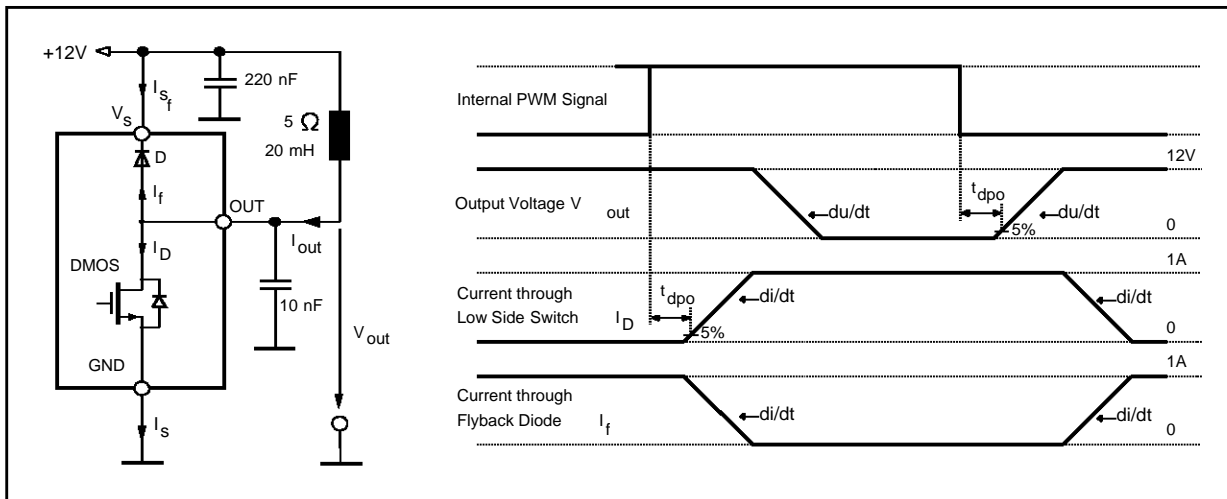 +12V
220 nF
I Sf
VS
5 Ω
20 mH
D
If
OUT
ID
Iout
DMOS
10 nF
Vout
GND
IS
Internal PWM Signal
12V
tdpo
Output Voltage V out
du/dt
du/dt
5%
0
1A
tdpo
Current through
Low Side Switch ID
di/dt
di/dt
5%
0
1A
Current through
Flyback Diode If
di/dt
di/dt
0